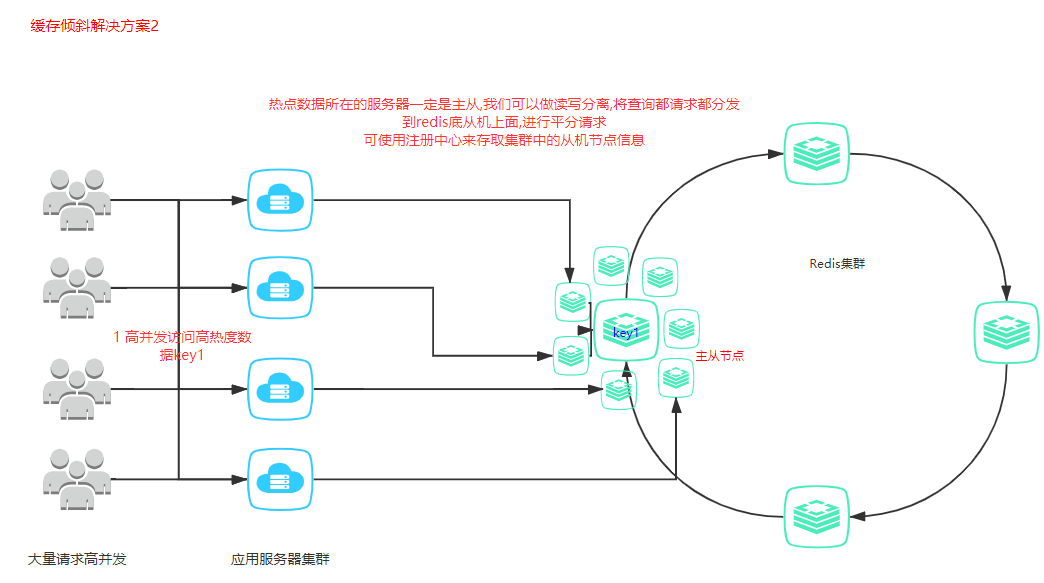 缓存倾斜解决方案2
热点数据所在的服务器一定是主从,我们可以做读写分离,将查询都请求都分发
到redis底从机上面,进行平分请求
可使用注册中心来存取集群中的从机节点信息
Redis集群
key1
1 高并发访问高热度数
据key1
主从节点
大量请求高并发
应用服务器集群